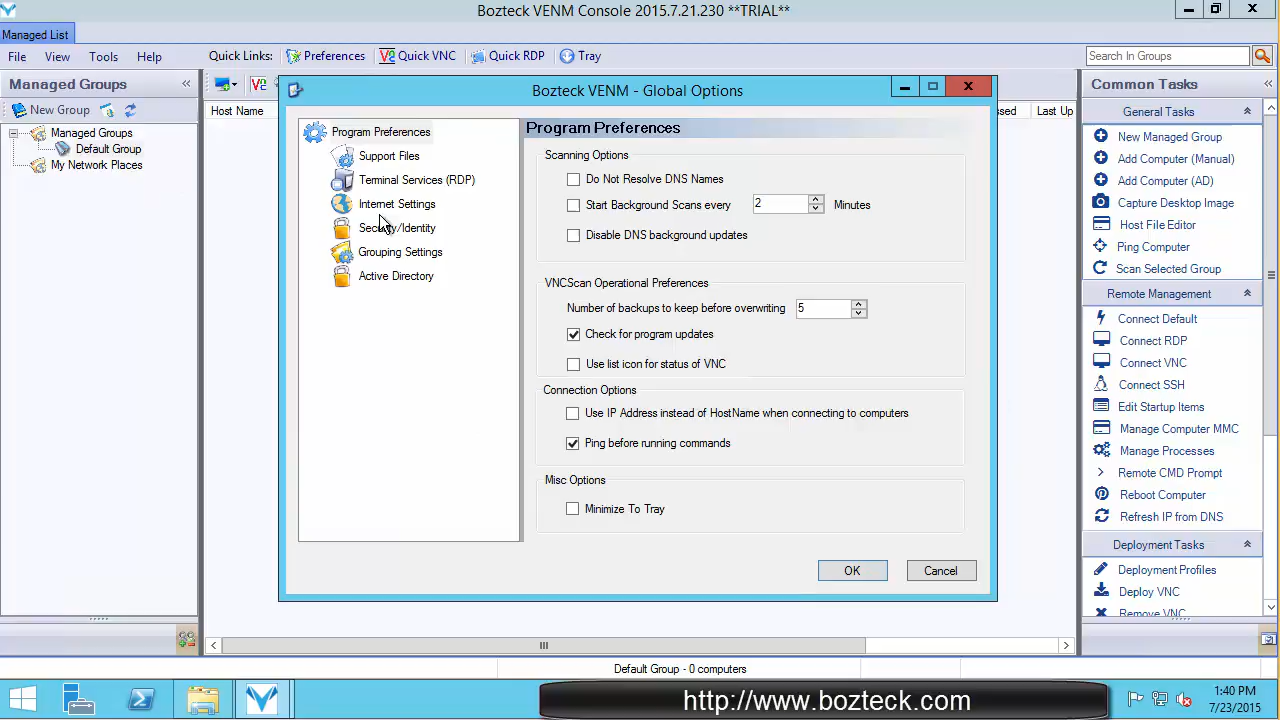 Bozteck VENM Console 2015.7.21.230 **TRIAL**
Managed List
File View Tools Help Quick Links: Preferences Quick VNC Quick RDP Tray Search In Groups
Managed Groups
New Group
Managed Groups
Default Group
My Network Places
Host Name
Last Up
Bozteck VENM - Global Options
Program Preferences
Support Files
Terminal Services (RDP)
Internet Settings
Security/Identity
Grouping Settings
Active Directory
Program Preferences
Scanning Options
Do Not Resolve DNS Names
Start Background Scans every 2 Minutes
Disable DNS background updates
VNCScan Operational Preferences
Number of backups to keep before overwriting 5
Check for program updates
Use list icon for status of VNC
Connection Options
Use IP Address instead of HostName when connecting to computers
Ping before running commands
Misc Options
Minimize To Tray
OK Cancel
Common Tasks
General Tasks
New Managed Group
Add Computer (Manual)
Add Computer (AD)
Capture Desktop Image
Host File Editor
Ping Computer
Scan Selected Group
Remote Management
Connect Default
Connect RDP
Connect VNC
Connect SSH
Edit Startup Items
Manage Computer MMC
Manage Processes
Remote CMD Prompt
Reboot Computer
Refresh IP from DNS
Deployment Tasks
Deployment Profiles
Deploy VNC
Remove VNC
Default Group - 0 computers
http://www.bozteck.com
1:40 PM
7/23/2015